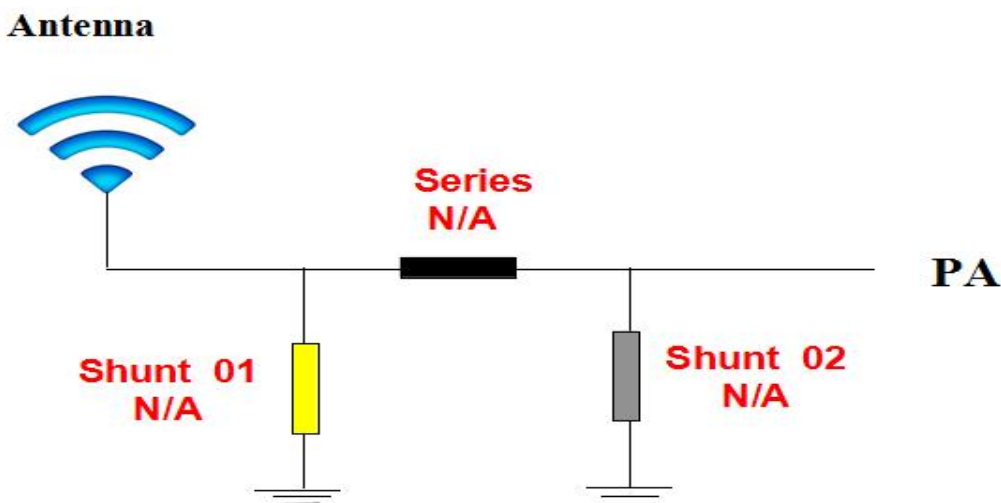 Antenna
Series
N/A
PA
Shunt 01
N/A
Shunt 02
N/A